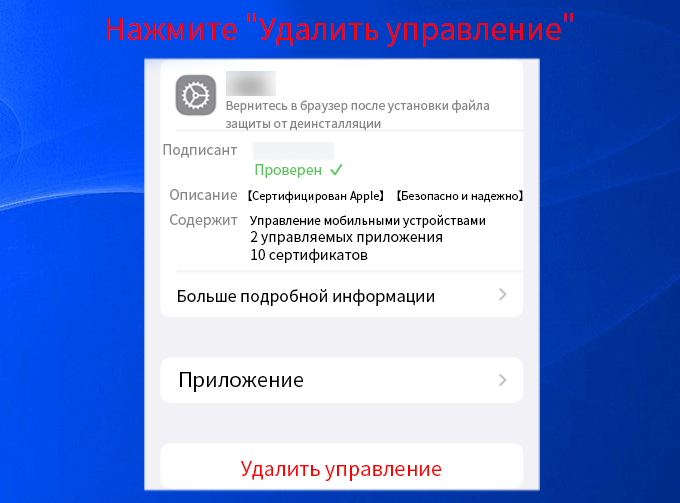 Нажмите "Удалить управление"
Вернитесь в браузер после установки файла
защиты от деинсталляции
Подписант
Проверен ✓
Описание 【Сертифицирован Apple】 【Безопасно и надежно】
Содержит Управление мобильными устройствами
2 управляемых приложения
10 сертификатов
Больше подробной информации
Приложение
Удалить управление